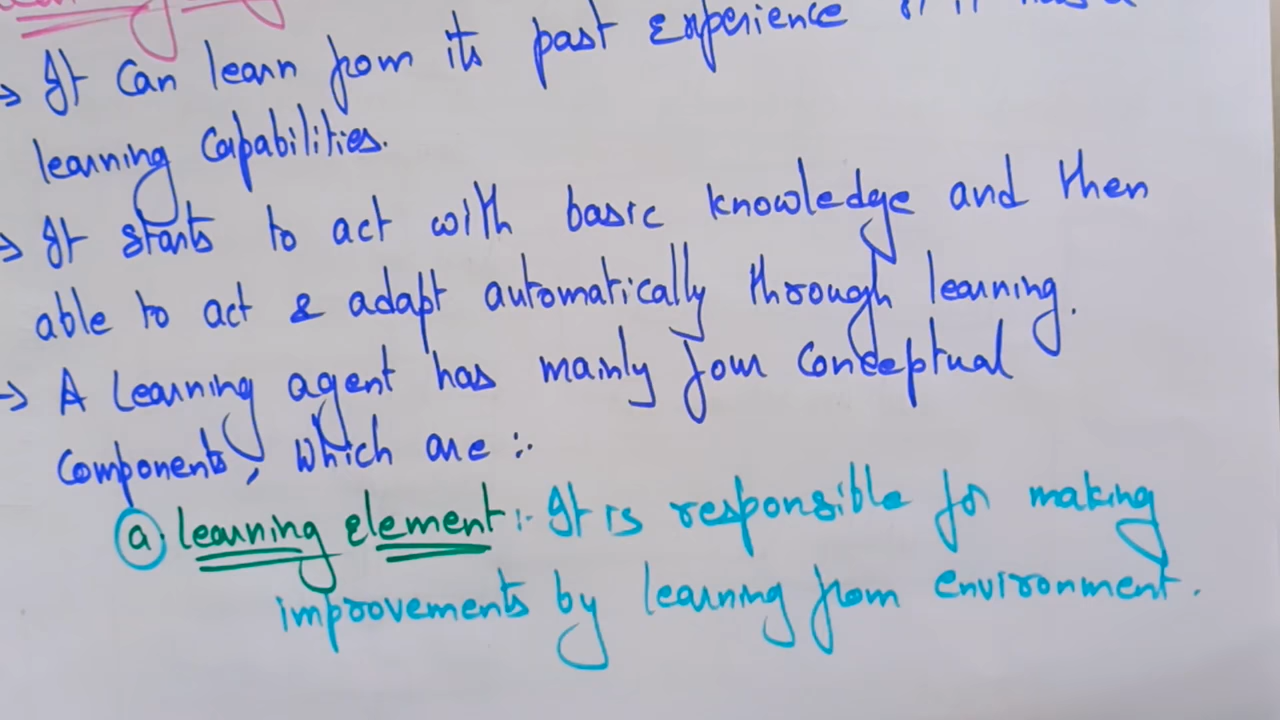 → It can learn from its past experience
learning capabilities.
→ It starts to act with basic knowledge and then
able to act & adapt automatically through learning.
→ A learning agent has mainly four conceptual
components, which are :-
(a). learning element :- It is responsible for making
improvements by learning from environment.